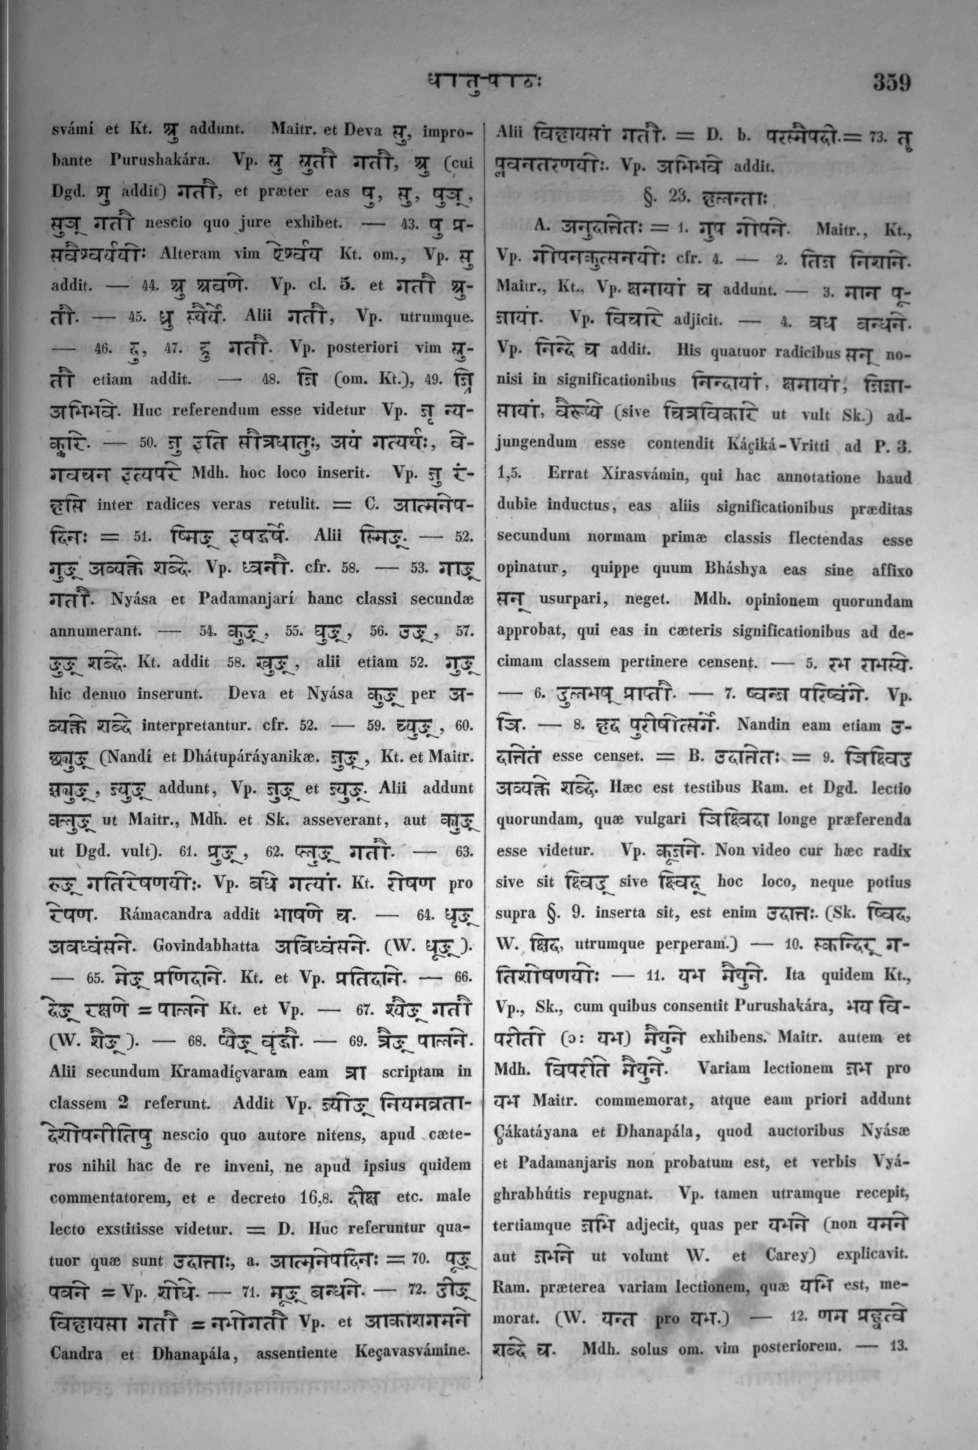 धातु-पाठः 359
svámí et Kt. श्रु addunt. Maitr. et Deva सु, impro-
bante Purushakára. Vp. स्रु स्रुतौ गतौ, श्रु (cui
Dgd. addit) गतौ, et præter eas षु, सु, षुञ्,
सुञ् गतौ nescio quo jure exhibet. — 43. षु प्र-
सवैश्वर्ययोः Alteram vim ऐश्वर्य Kt. om., Vp. सु
addit. — 44. श्रु श्रवणे. Vp. cl. 5. et गतौ श्रु-
तौ. — 45. ध्रु स्थैर्ये. Alii गतौ, Vp. utrumque.
— 46. दु, 47. द्रु गतौ. Vp. posteriori vim स्रु-
तौ etiam addit. — 48. जि (om. Kt.), 49. ज्रि
अभिभवे. Huc referendum esse videtur Vp. जृ न्य-
क्कारे. — 50. जु इति सौत्रधातुः, अयं गत्यर्थः, वे-
गवचन इत्यपरे Mdh. hoc loco inserit. Vp. जु रं-
हसि inter radices veras retulit. = C. आत्मनेप-
दिनः = 51. ष्मिङ् इषद्धर्षे. Alii स्मिङ्. — 52.
गुङ् अव्यक्ते शब्दे. Vp. ध्वनौ. cfr. 58. — 53. गाङ्
गतौ. Nyása et Padamanjarí hanc classi secundæ
annumerant. — 54. कुङ्, 55. घुङ्, 56. उङ्, 57.
ङुङ् शब्दे. Kt. addit 58. खुङ्, alii etiam 52. गुङ्
hic denuo inserunt. Deva et Nyása कुङ् per अ-
व्यक्ते शब्दे interpretantur. cfr. 52. — 59. च्युङ्, 60.
छ्युङ् (Nandí et Dhátupáráyanikæ. जुङ्, Kt. et Maitr.
ज्युङ् addunt, Vp. जुङ् et ज्युङ्. Alii addunt
क्लुङ् ut Maitr., Mdh. et Sk. asseverant, aut क्युङ्
ut Dgd. vult). 61. प्रुङ्, 62. प्लुङ् गतौ. — 63.
रुङ् गतिरेषणयोः. Vp. बधे गत्यां. Kt. रोषण pro
रेषण. Rámacandra addit भाषणे च. — 64. धृङ्
अवध्वंसने. Govindabhatta अविध्वंसने. (W. धूङ्).
— 65. मेङ् प्रणिदाने. Kt. et Vp. प्रतिदाने. — 66.
देङ् रक्षणे = पालने Kt. et Vp. — 67. श्यैङ् गतौ
(W. शैङ्). — 68. प्यैङ् वृद्धौ. — 69. त्रैङ् पालने.
Alii secundum Kramadíçvaram eam त्रा scriptam in
classem 2 referunt. Addit Vp. ज्यीङ् नियमव्रता-
देशोपनीतिषु nescio quo autore nitens, apud cæte-
ros nihil hac de re inveni, ne apud ipsius quidem
commentatorem, et e decreto 16,8. दीक्ष etc. male
lecto exstitisse videtur. = D. Huc referuntur qua-
tuor quæ sunt उदात्ताः, a. आत्मनेपदिनः = 70. पूङ्
पवने = Vp. शोधे. — 71. मूङ् बन्धने. — 72. डीङ्
विहायसा गतौ = नभोगतौ Vp. et आकाशगमने
Candra et Dhanapála, assentiente Keçavasvámine.
Alii विहायसां गतौ. = D. b. परस्मैपदी. = 73. तॄ
प्लवनतरणयोः. Vp. अभिभवे addit.
§. 23. हलन्ताः
A. अनुदात्तेतः = 1. गुप गोपने. Maitr., Kt.,
Vp. गोपनकुत्सनयोः cfr. 4. — 2. तिज निशाने.
Maitr., Kt., Vp. क्षमायां च addunt. — 3. मान पू-
जायां. Vp. विचारे adjicit. — 4. बध बन्धने.
Vp. निन्दे च addit. His quatuor radicibus सन् no-
nisi in significationibus निन्दायां, क्षमायां, जिज्ञा-
सायां, वैरूप्ये (sive चित्रविकारे ut vult Sk.) ad-
jungendum esse contendit Káçiká-Vritti ad P. 3.
1,5. Errat Xírasvámin, qui hac annotatione haud
dubie inductus, eas aliis significationibus præditas
secundum normam primæ classis flectendas esse
opinatur, quippe quum Bháshya eas sine affixo
सन् usurpari, neget. Mdh. opinionem quorundam
approbat, qui eas in cæteris significationibus ad de-
cimam classem pertinere censent. — 5. रभ राभस्ये.
— 6. डुलभष् प्राप्तौ. — 7. ष्वन्ज परिष्वंगे. Vp.
ञि. — 8. हद पुरीषोत्सर्गे. Nandin eam etiam उ-
दात्तेतं esse censet. = B. उदात्तेतः = 9. ञिक्ष्विउ
अव्यक्ते शब्दे. Hæc est testibus Ram. et Dgd. lectio
quorundam, quæ vulgari ञिक्ष्विदा longe præferenda
esse videtur. Vp. कूजने. Non video cur hæc radix
sive sit क्ष्विड् sive क्ष्विद् hoc loco, neque potius
supra §. 9. inserta sit, est enim उदात्तः. (Sk. ष्विद,
W. क्षिद, utrumque perperam.) — 10. स्कन्दिर् ग-
तिशोषणयोः — 11. यभ मैथुने. Ita quidem Kt.,
Vp., Sk., cum quibus consentit Purushakára, भय वि-
परीतो (ɔ: यभ) मैथुने exhibens. Maitr. autem et
Mdh. विपरीते मैथुने. Variam lectionem जभ pro
यभ Maitr. commemorat, atque eam priori addunt
Çákatáyana et Dhanapála, quod auctoribus Nyásæ
et Padamanjaris non probatum est, et verbis Vyá-
ghrabhútis repugnat. Vp. tamen utramque recepit,
tertiamque जभि adjecit, quas per यभने (non यमने
aut जभने ut volunt W. et Carey) explicavit.
Ram. præterea variam lectionem, quæ यभि est, me-
morat. (W. यन्त pro यभ.) — 12. णम प्रह्वत्वे
शब्दे च. Mdh. solus om. vim posteriorem. — 13.